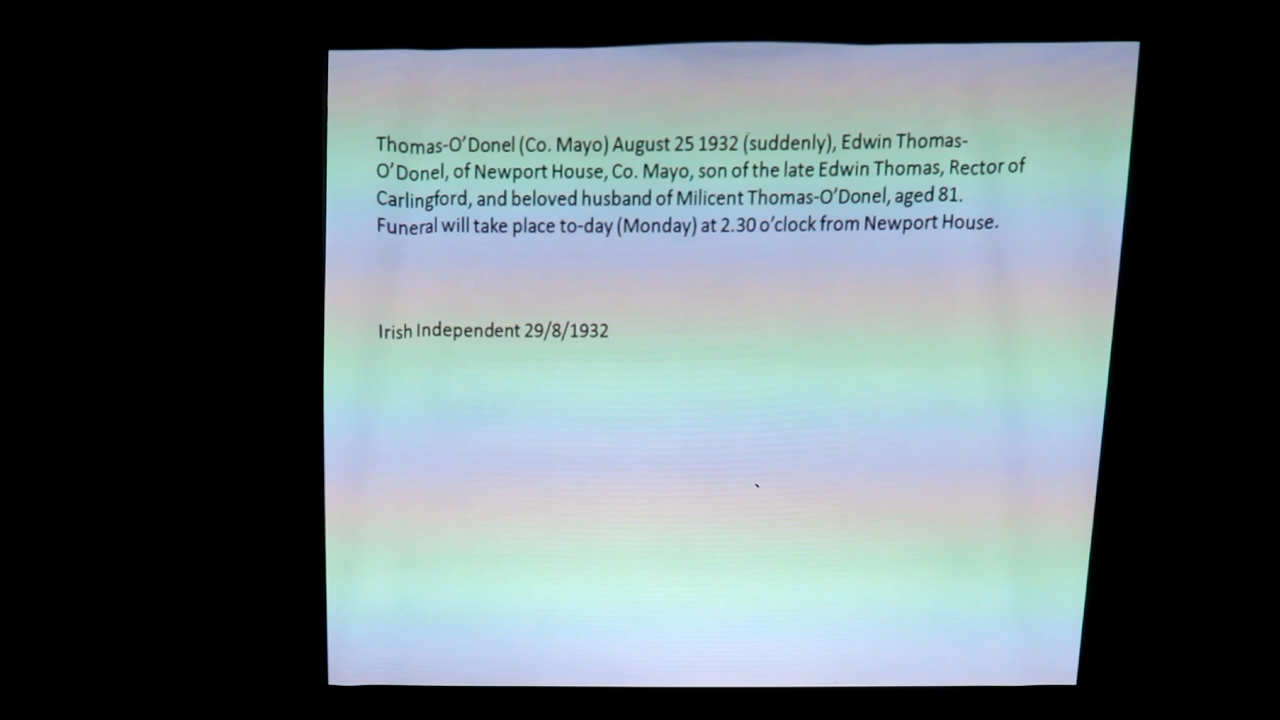 Thomas-O'Donel (Co. Mayo) August 25 1932 (suddenly), Edwin Thomas-
O'Donel, of Newport House, Co. Mayo, son of the late Edwin Thomas, Rector of
Carlingford, and beloved husband of Milicent Thomas-O'Donel, aged 81.
Funeral will take place to-day (Monday) at 2.30 o'clock from Newport House.
Irish Independent 29/8/1932